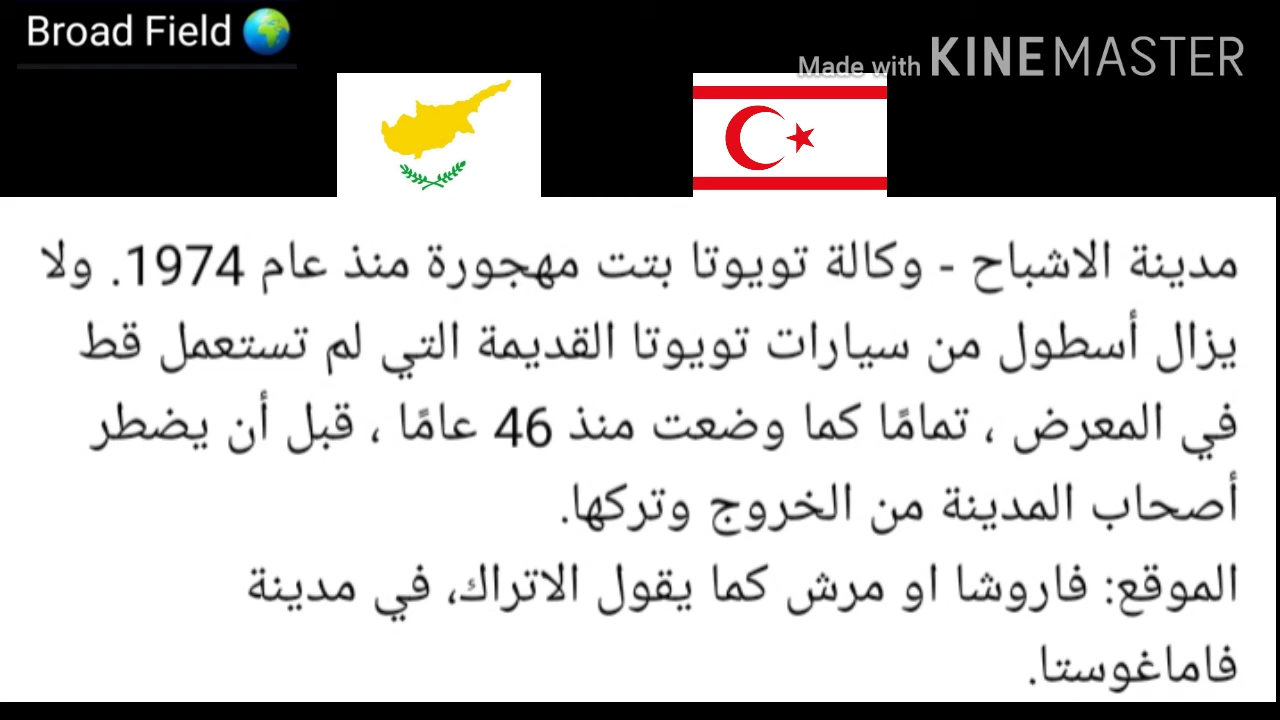 Broad Field
Made with KINEMASTER
مدينة الاشباح - وكالة تويوتا بتت مهجورة منذ عام 1974. ولا
يزال أسطول من سيارات تويوتا القديمة التي لم تستعمل قط
في المعرض ، تمامًا كما وضعت منذ 46 عامًا ، قبل أن يضطر
أصحاب المدينة من الخروج وتركها.
الموقع: فاروشا او مرش كما يقول الاتراك، في مدينة
فاماغوستا.